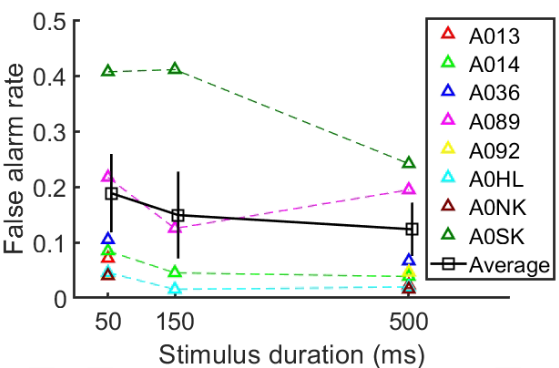 0.5
0.4
0.3
0.2
0.1
0
False alarm rate
50
150
500
Stimulus duration (ms)
A013
A014
A036
A089
A092
A0HL
A0NK
A0SK
Average